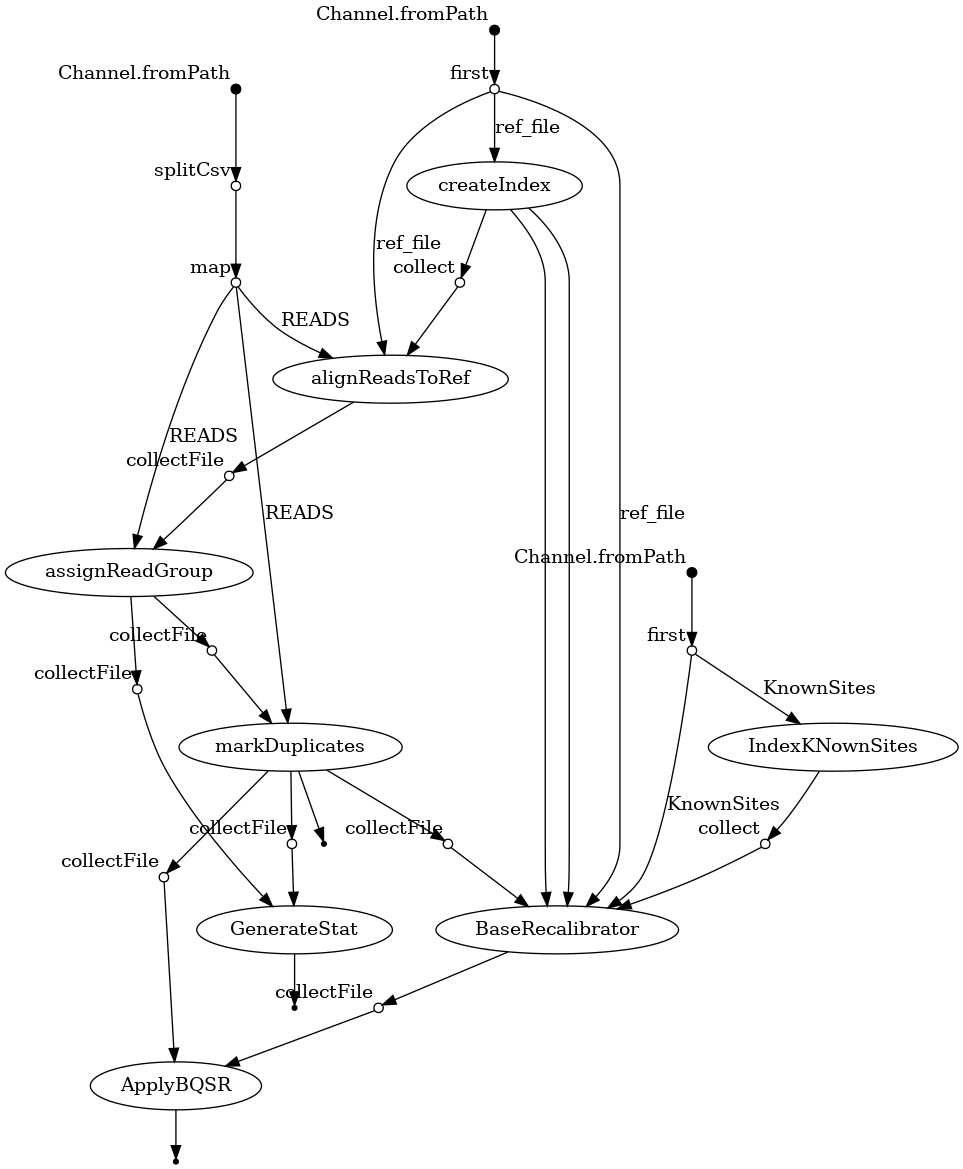 Channel.fromPath
Channel.fromPath
first
ref_file
splitCsv
createIndex
ref_file
map
collect
READS
alignReadsToRef
READS
collectFile
READS
ref_file
Channel.fromPath
assignReadGroup
collectFile
first
collectFile
KnownSites
markDuplicates
IndexKNownSites
KnownSites
collectFile
collectFile
collect
collectFile
GenerateStat
BaseRecalibrator
collectFile
ApplyBQSR